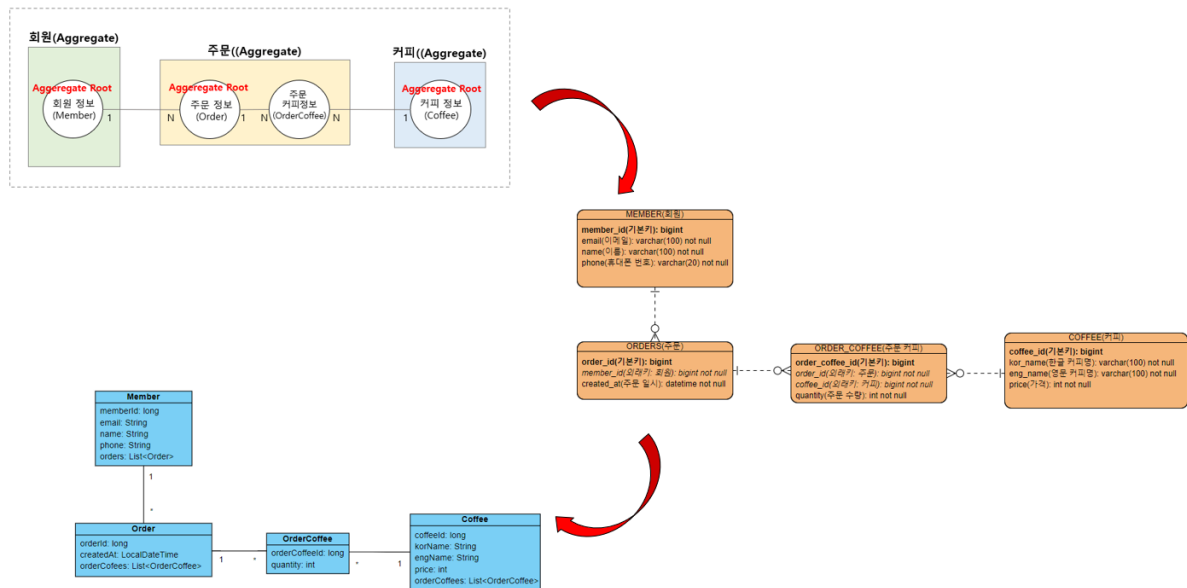 회원(Aggregate)
주문((Aggregate)
커피((Aggregate)
Aggeregate Root
회원 정보
(Member)
1
N
Aggeregate Root
주문 정보
(Order)
1
N
주문
커피정보
(OrderCoffee)
N
1
Aggeregate Root
커피 정보
(Coffee)
MEMBER(회원)
member_id(기본키): bigint
email(이메일): varchar(100) not null
name(이름): varchar(100) not null
phone(휴대폰 번호): varchar(20) not null
ORDERS(주문)
order_id(기본키): bigint
member_id(외래키: 회원): bigint not null
created_at(주문 일시): datetime not null
ORDER_COFFEE(주문 커피)
order_coffee_id(기본키): bigint
order_id(외래키: 주문): bigint not null
coffee_id(외래키: 커피): bigint not null
quantity(주문 수량): int not null
COFFEE(커피)
coffee_id(기본키): bigint
kor_name(한글 커피명): varchar(100) not null
eng_name(영문 커피명): varchar(100) not null
price(가격): int not null
Member
memberId: long
email: String
name: String
phone: String
orders: List<Order>
1
*
Order
orderId: long
createdAt: LocalDateTime
orderCofees: List<OrderCoffee>
1
*
OrderCoffee
orderCoffeeId: long
quantity: int
*
1
Coffee
coffeeId: long
korName: String
engName: String
price: int
orderCoffees: List<OrderCoffee>